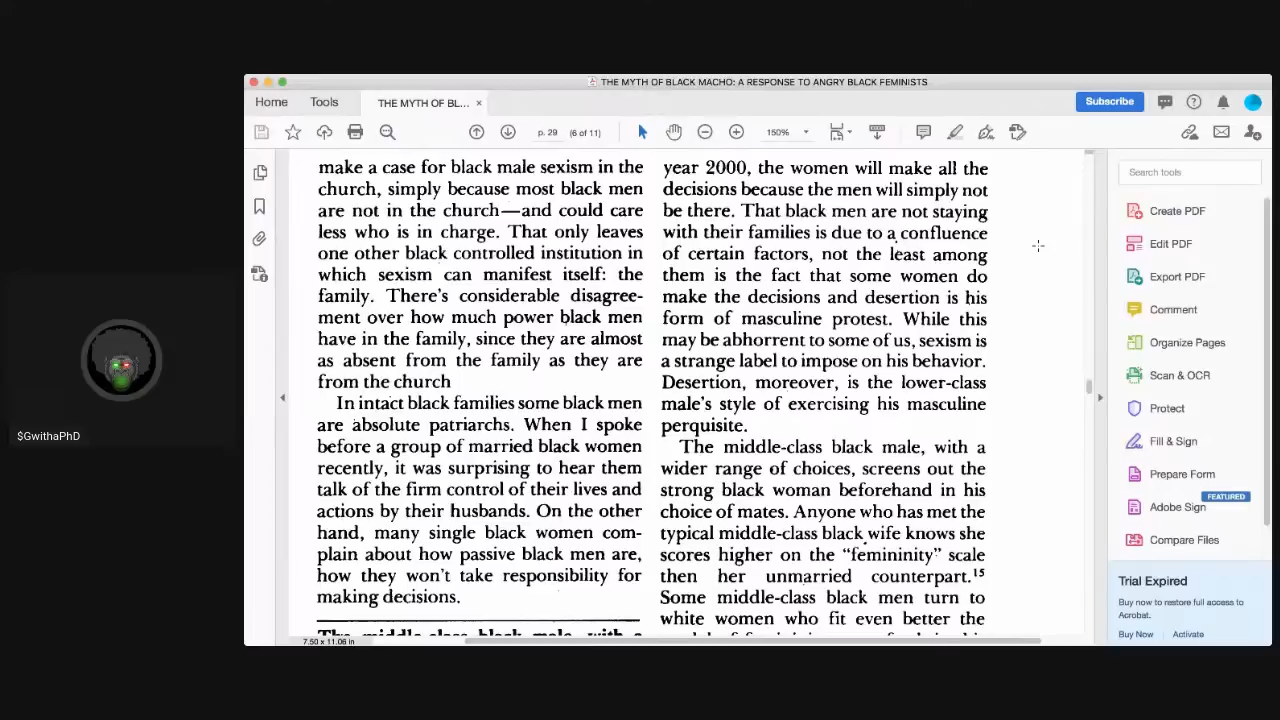 THE MYTH OF BLACK MACHO: A RESPONSE TO ANGRY BLACK FEMINISTS
Home
Tools
THE MYTH OF BL...
×
Subscribe
p. 29
(6 of 11)
150%
make a case for black male sexism in the
church, simply because most black men
are not in the church—and could care
less who is in charge. That only leaves
one other black controlled institution in
which sexism can manifest itself: the
family. There's considerable disagree-
ment over how much power black men
have in the family, since they are almost
as absent from the family as they are
from the church
In intact black families some black men
are absolute patriarchs. When I spoke
before a group of married black women
recently, it was surprising to hear them
talk of the firm control of their lives and
actions by their husbands. On the other
hand, many single black women com-
plain about how passive black men are,
how they won't take responsibility for
making decisions.
The middle-class black male, with a
year 2000, the women will make all the
decisions because the men will simply not
be there. That black men are not staying
with their families is due to a confluence
of certain factors, not the least among
them is the fact that some women do
make the decisions and desertion is his
form of masculine protest. While this
may be abhorrent to some of us, sexism is
a strange label to impose on his behavior.
Desertion, moreover, is the lower-class
male's style of exercising his masculine
perquisite.
The middle-class black male, with a
wider range of choices, screens out the
strong black woman beforehand in his
choice of mates. Anyone who has met the
typical middle-class black wife knows she
scores higher on the “femininity” scale
then her unmarried counterpart.15
Some middle-class black men turn to
white women who fit even better the
7.50 x 11.06 in
Search tools
Create PDF
Edit PDF
Export PDF
Comment
Organize Pages
Scan & OCR
Protect
Fill & Sign
Prepare Form
FEATURED
Adobe Sign
Compare Files
Trial Expired
Buy now to restore full access to
Acrobat.
Buy Now
Activate
$GwithaPhD